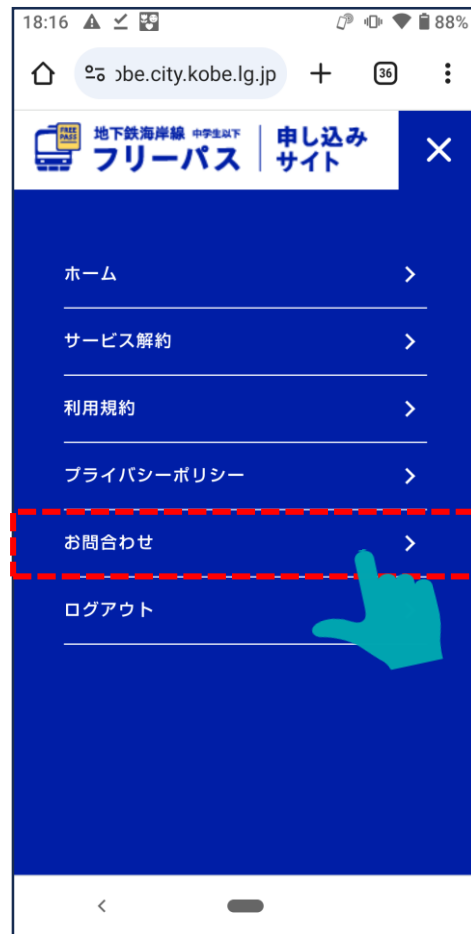 18:16 88%
obe.city.kobe.lg.jp 36
FREE PASS 地下鉄海岸線 中学生以下
フリーパス
申し込み
サイト
ホーム
サービス解約
利用規約
プライバシーポリシー
お問合わせ
ログアウト